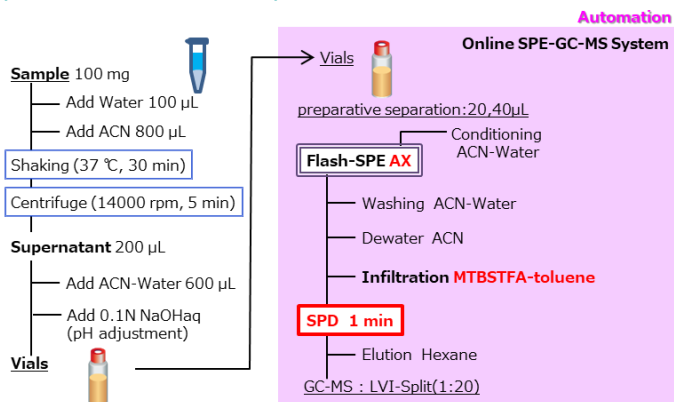 Automation
Online SPE-GC-MS System
Sample 100 mg
Add Water 100 µL
Add ACN 800 µL
Shaking (37 ℃, 30 min)
Centrifuge (14000 rpm, 5 min)
Supernatant 200 µL
Add ACN-Water 600 µL
Add 0.1N NaOHaq
(pH adjustment)
Vials
Vials
preparative separation:20,40µL
Conditioning
ACN-Water
Flash-SPE AX
Washing ACN-Water
Dewater ACN
Infiltration MTBSTFA-toluene
SPD 1 min
Elution Hexane
GC-MS : LVI-Split(1:20)